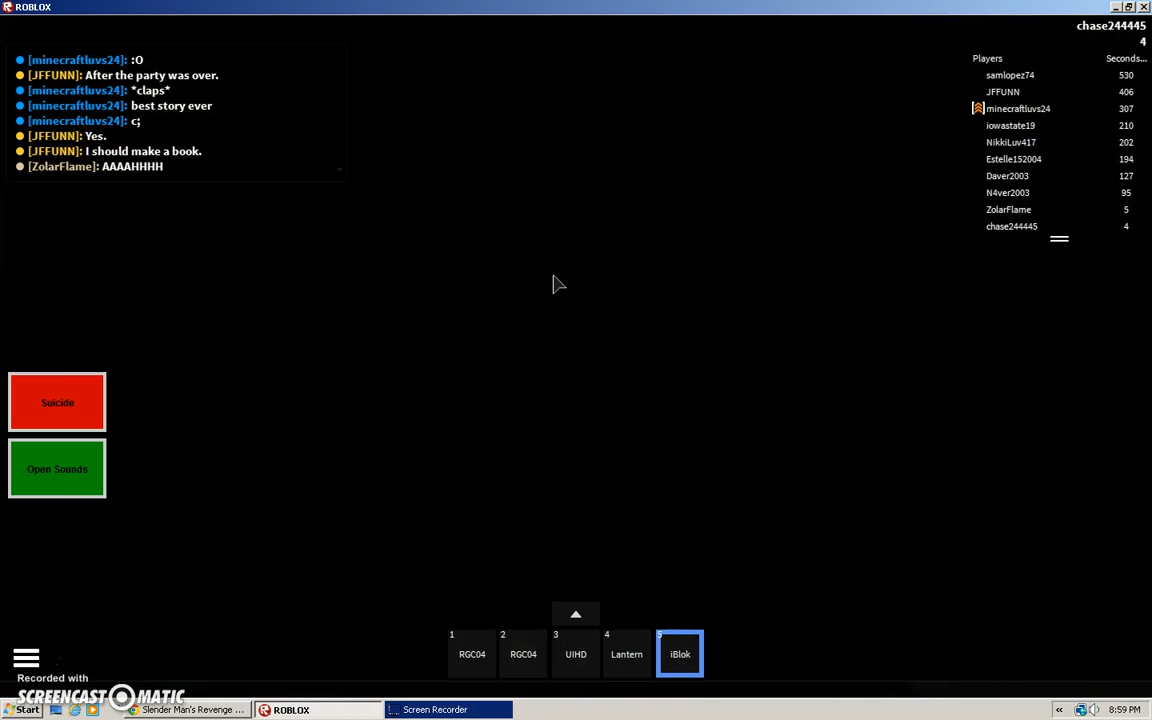 ROBLOX
chase244445
4
[minecraftluvs24]: :O
[JFFUNN]: After the party was over.
[minecraftluvs24]: *claps*
[minecraftluvs24]: best story ever
[minecraftluvs24]: c;
[JFFUNN]: Yes.
[JFFUNN]: I should make a book.
[ZolarFlame]: AAAAHHHH
Players Seconds...
samlopez74 530
JFFUNN 406
minecraftluvs24 307
iowastate19 210
NikkiLuv417 202
Estelle152004 194
Daver2003 127
N4ver2003 95
ZolarFlame 5
chase244445 4
Suicide
Open Sounds
1 2 3 4 5
RGC04 RGC04 UIHD Lantern iBlok
Recorded with
SCREENCAST-O-MATIC
Start Slender Man's Revenge ... ROBLOX Screen Recorder « 8:59 PM